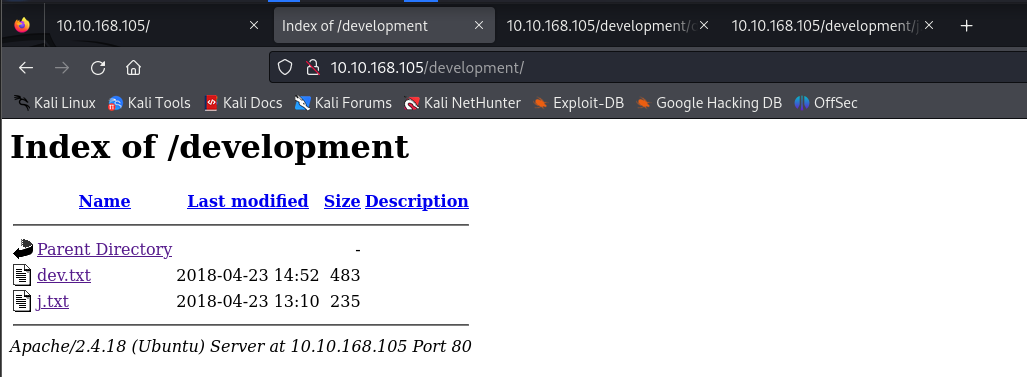 10.10.168.105/ Index of /development 10.10.168.105/development/ 10.10.168.105/development/j
10.10.168.105/development/
Kali Linux Kali Tools Kali Docs Kali Forums Kali NetHunter Exploit-DB Google Hacking DB OffSec
Index of /development
Name Last modified Size Description
Parent Directory -
dev.txt 2018-04-23 14:52 483
j.txt 2018-04-23 13:10 235
Apache/2.4.18 (Ubuntu) Server at 10.10.168.105 Port 80